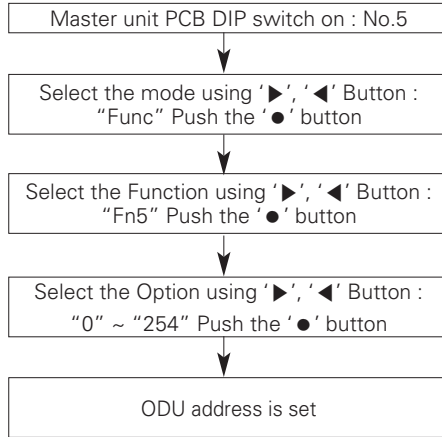 Master unit PCB DIP switch on : No.5
Select the mode using ‘▶’, ‘◀’ Button :
“Func” Push the ‘●’ button
Select the Function using ‘▶’, ‘◀’ Button :
“Fn5” Push the ‘●’ button
Select the Option using ‘▶’, ‘◀’ Button :
“0” ~ “254” Push the ‘●’ button
ODU address is set